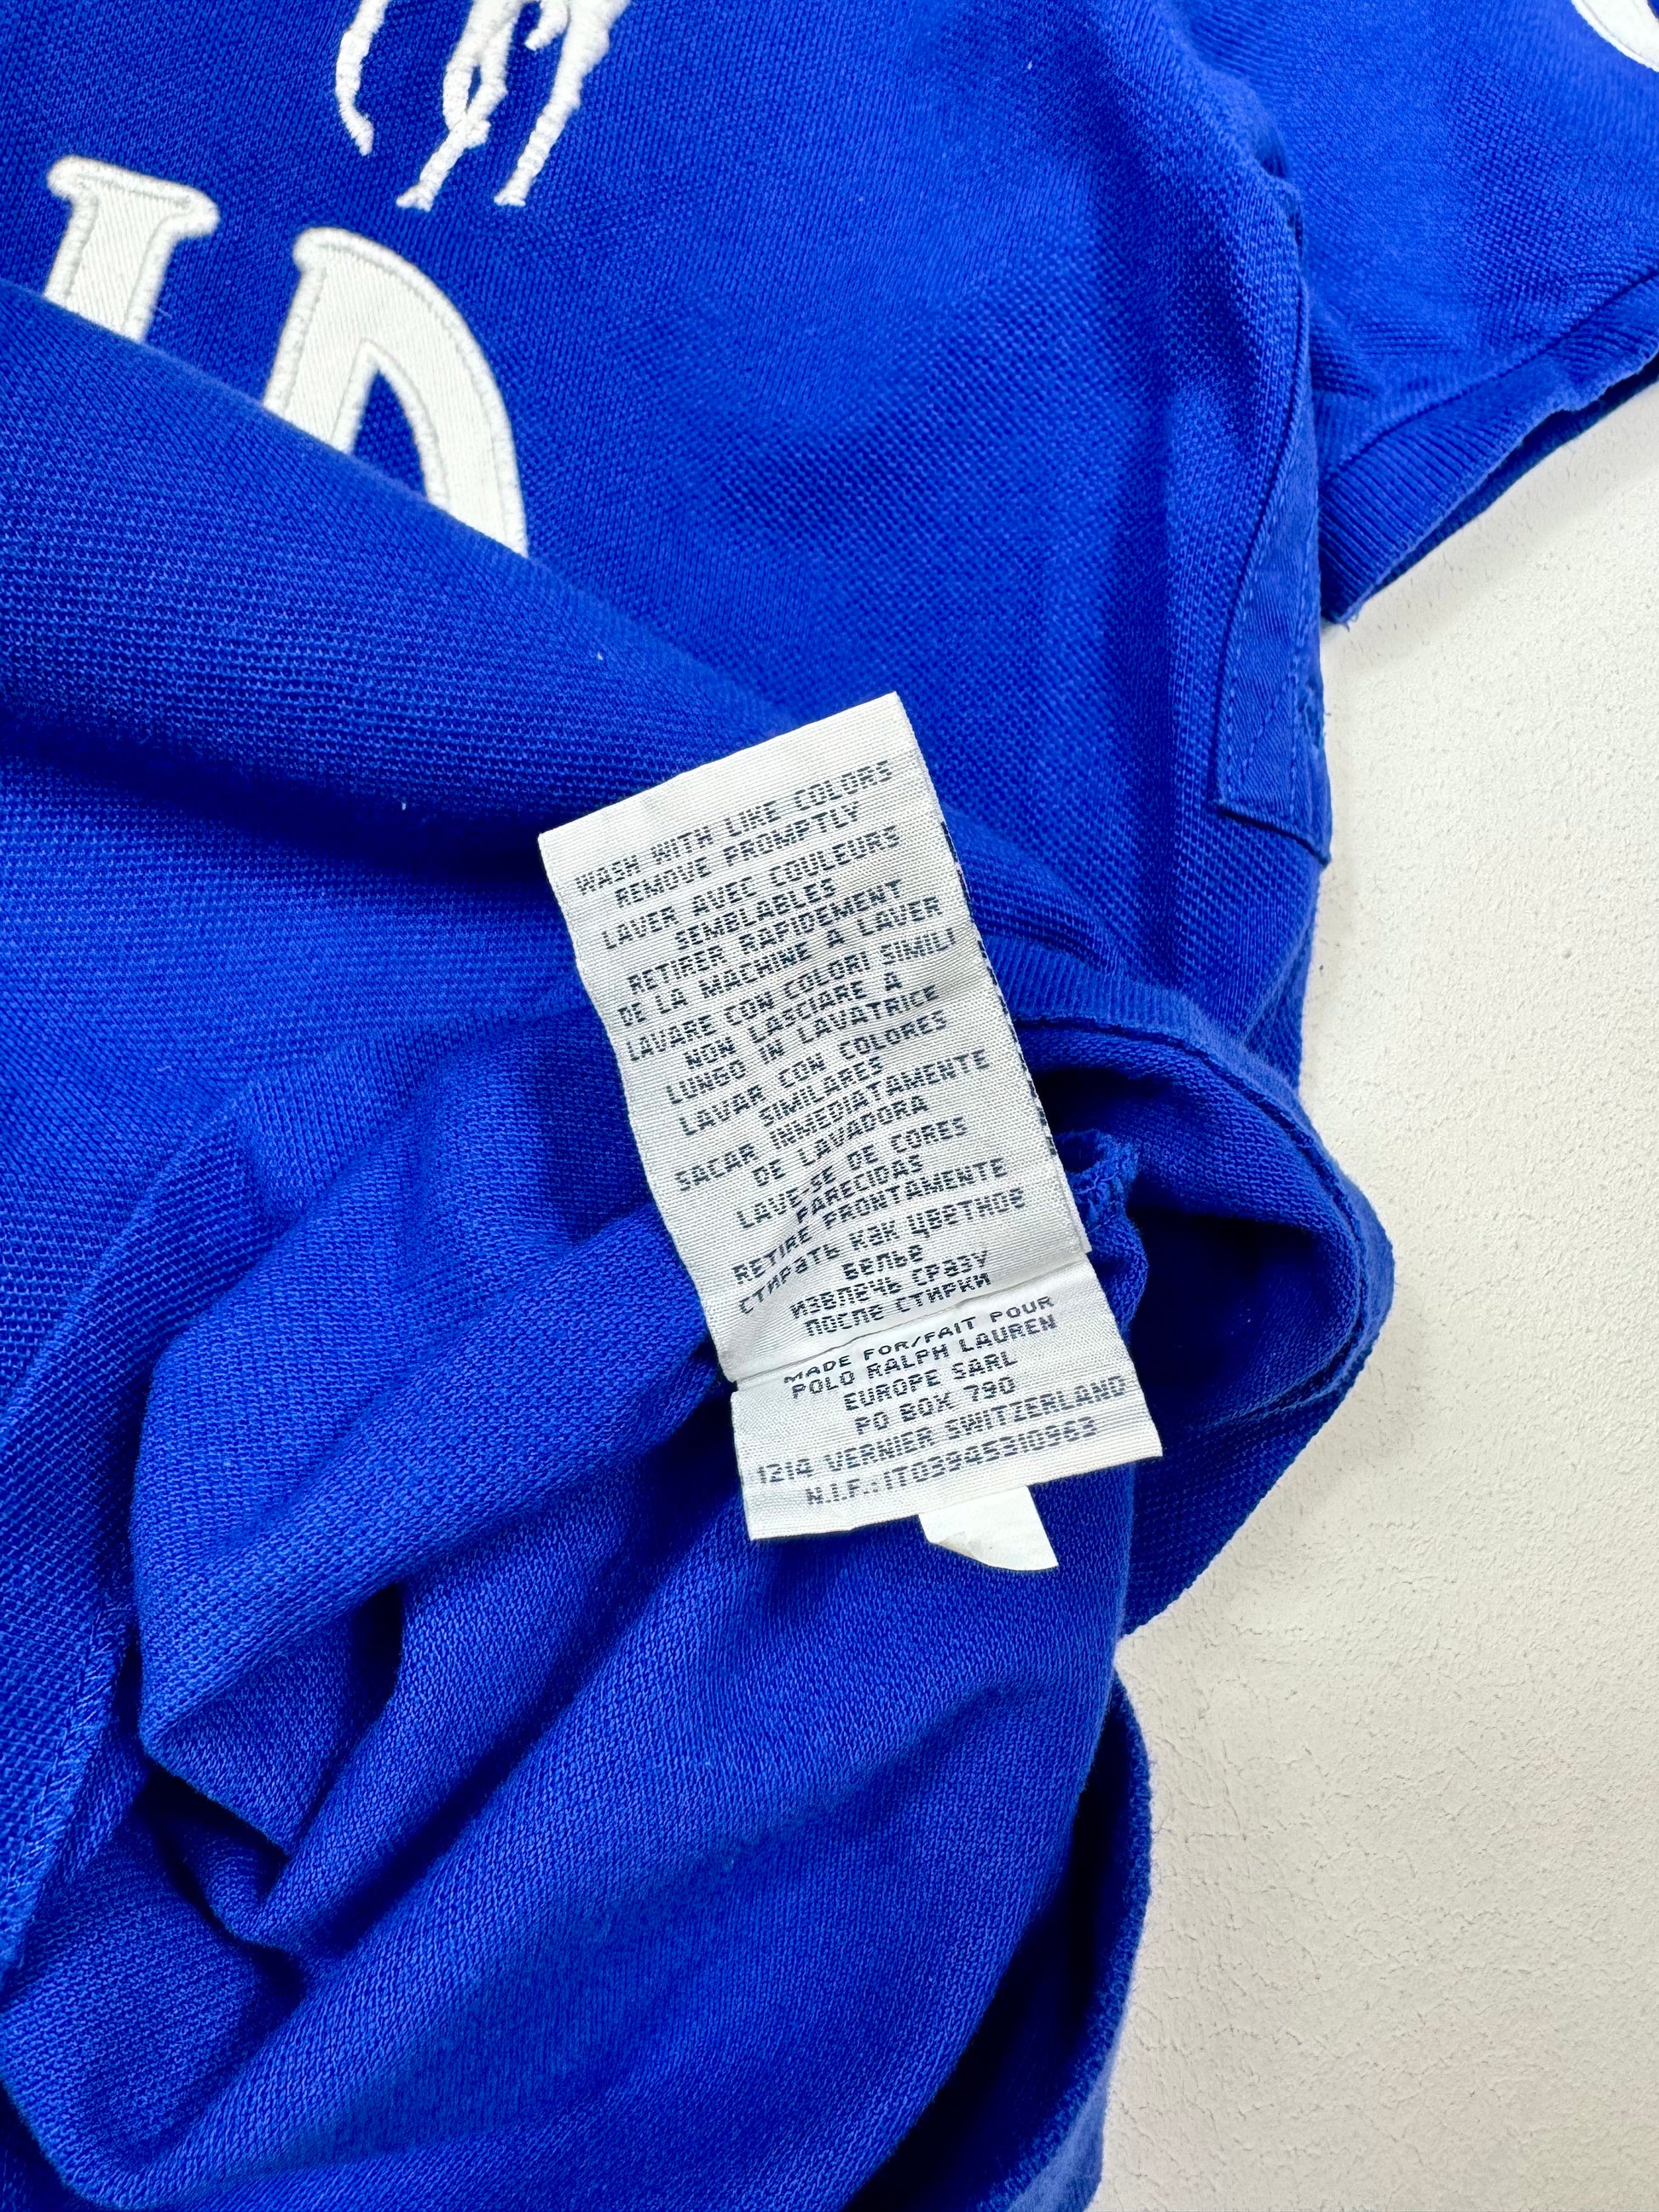 WASH WITH LIKE COLORS
REMOVE PROMPTLY
LAVER AVEC COULEURS
SEMBLABLES
RETIRER RAPIDEMENT
DE LA MACHINE A LAVER
LAVARE CON COLORI SIMILI
NON LASCIARE A
LUNGO IN LAVATRICE
LAVAR CON COLORES
SIMILARES
SACAR INMEDIATAMENTE
DE LAVADORA
LAVE-SE DE CORES
PARECIDAS
RETIRE PRONTAMENTE
СТИРАТЬ КАК ЦВЕТНОЕ
БЕЛЬЕ
ИЗВЛЕЧЬ СРАЗУ
ПОСЛЕ СТИРКИ
MADE FOR/FAIT POUR
POLO RALPH LAUREN
EUROPE SARL
PO BOX 790
1214 VERNIER SWITZERLAND
N.I.F.:IT03945310963